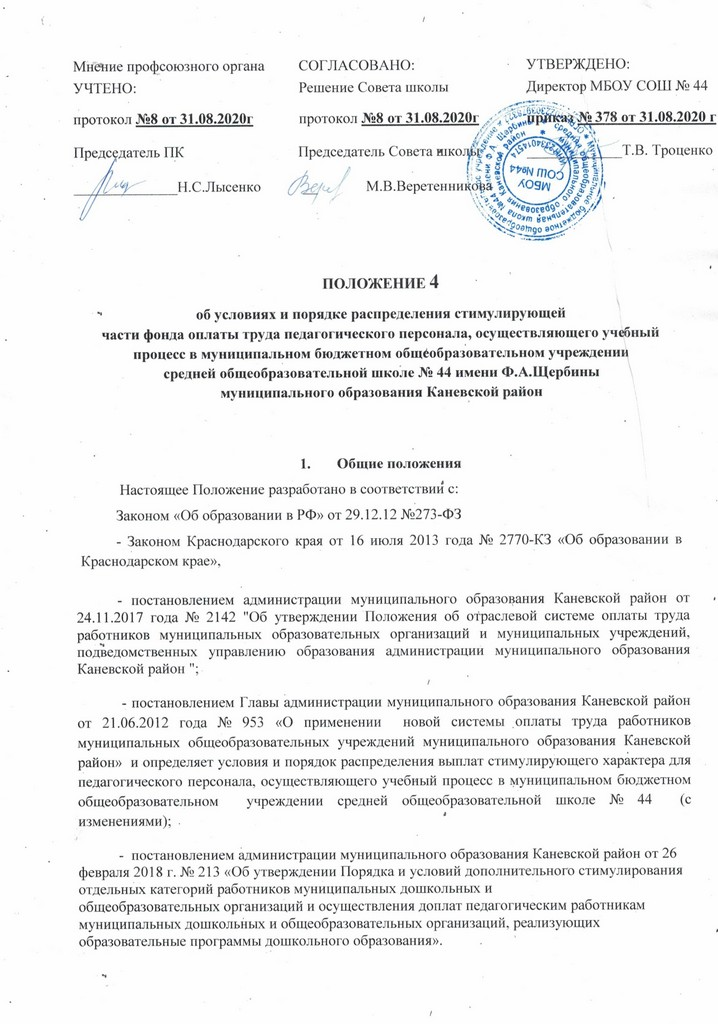 Мнение профсоюзного органа
УЧТЕНО:
протокол №8 от 31.08.2020г
Председатель ПК
______________Н.С.Лысенко
СОГЛАСОВАНО:
Решение Совета школы
протокол №8 от 31.08.2020г
Председатель Совета школы
М.В.Веретенникова
УТВЕРЖДЕНО:
Директор МБОУ СОШ № 44
приказ № 378 от 31.08.2020 г
_____________Т.В. Троценко
МБОУ
СОШ №44
ПОЛОЖЕНИЕ 4
об условиях и порядке распределения стимулирующей
части фонда оплаты труда педагогического персонала, осуществляющего учебный
процесс в муниципальном бюджетном общеобразовательном учреждении
средней общеобразовательной школе № 44 имени Ф.А.Щербины
муниципального образования Каневской район
1. Общие положения
Настоящее Положение разработано в соответствии с:
Законом «Об образовании в РФ» от 29.12.12 №273-ФЗ
- Законом Краснодарского края от 16 июля 2013 года № 2770-КЗ «Об образовании в
Краснодарском крае»,
- постановлением администрации муниципального образования Каневской район от
24.11.2017 года № 2142 "Об утверждении Положения об отраслевой системе оплаты труда
работников муниципальных образовательных организаций и муниципальных учреждений,
подведомственных управлению образования администрации муниципального образования
Каневской район ";
- постановлением Главы администрации муниципального образования Каневской район
от 21.06.2012 года № 953 «О применении новой системы оплаты труда работников
муниципальных общеобразовательных учреждений муниципального образования Каневской
район» и определяет условия и порядок распределения выплат стимулирующего характера для
педагогического персонала, осуществляющего учебный процесс в муниципальном бюджетном
общеобразовательном учреждении средней общеобразовательной школе № 44 (с
изменениями);
- постановлением администрации муниципального образования Каневской район от 26
февраля 2018 г. № 213 «Об утверждении Порядка и условий дополнительного стимулирования
отдельных категорий работников муниципальных дошкольных и
общеобразовательных организаций и осуществления доплат педагогическим работникам
муниципальных дошкольных и общеобразовательных организаций, реализующих
образовательные программы дошкольного образования».